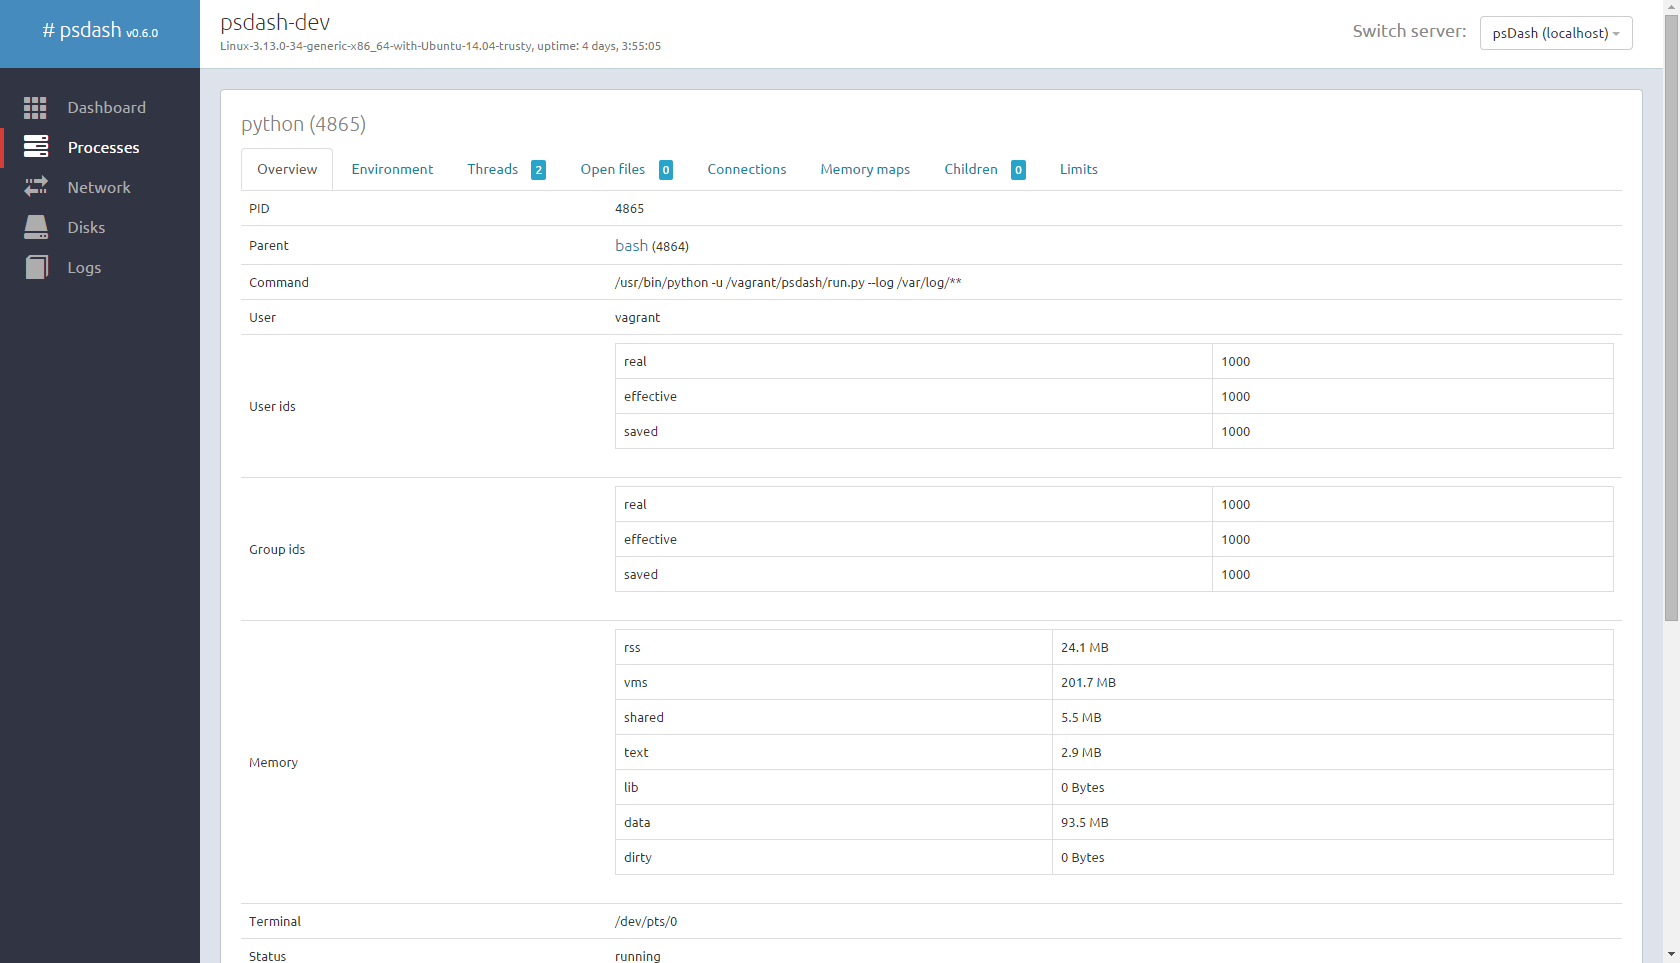 # psdash v0.6.0
psdash-dev
Linux-3.13.0-34-generic-x86_64-with-Ubuntu-14.04-trusty, uptime: 4 days, 3:55:05
Switch server: psDash (localhost)
Dashboard
Processes
Network
Disks
Logs
python (4865)
Overview Environment Threads 2 Open files 0 Connections Memory maps Children 0 Limits
PID 4865
Parent bash (4864)
Command /usr/bin/python -u /vagrant/psdash/run.py --log /var/log/**
User vagrant
User ids
real 1000
effective 1000
saved 1000
Group ids
real 1000
effective 1000
saved 1000
Memory
rss 24.1 MB
vms 201.7 MB
shared 5.5 MB
text 2.9 MB
lib 0 Bytes
data 93.5 MB
dirty 0 Bytes
Terminal /dev/pts/0
Status running